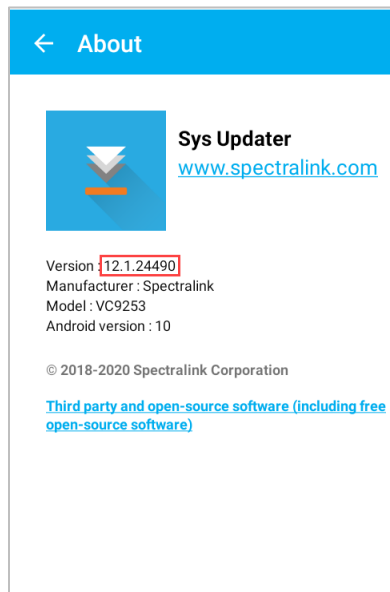 About
Sys Updater
www.spectralink.com
Version : 12.1.24490
Manufacturer : Spectralink
Model : VC9253
Android version : 10
© 2018-2020 Spectralink Corporation
Third party and open-source software (including free
open-source software)